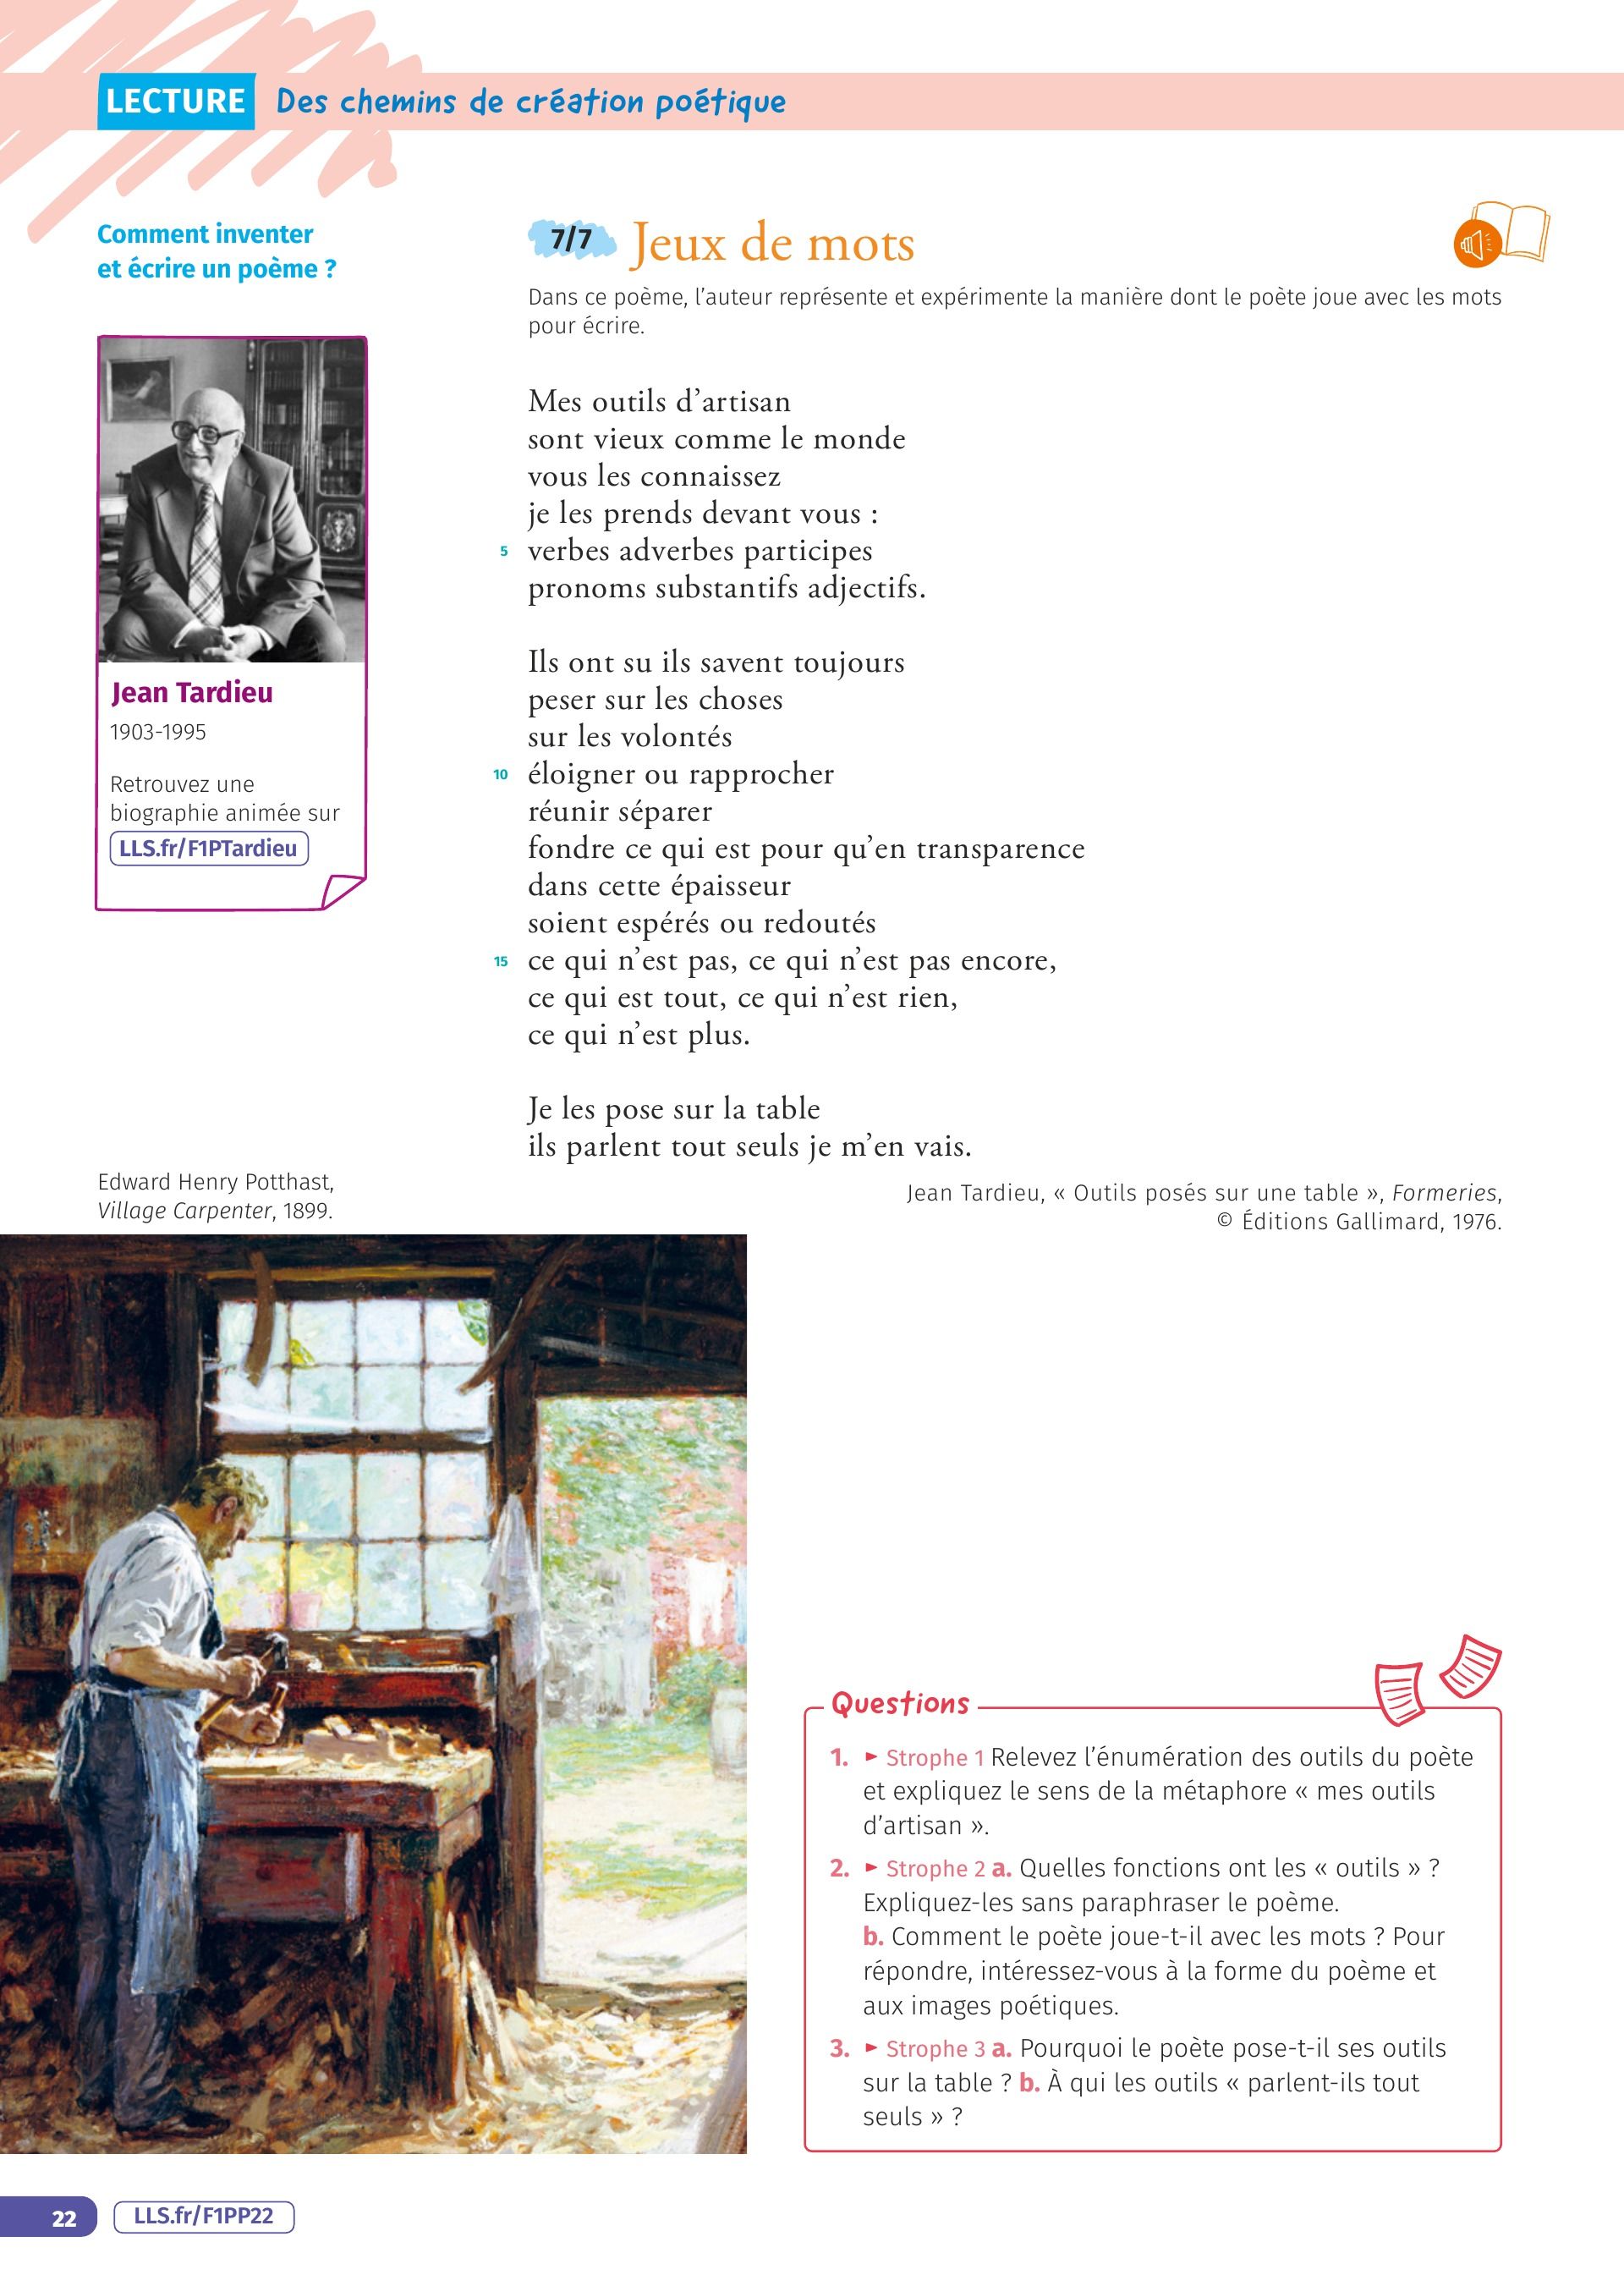 LECTURE Des chemins de création poétique
Comment inventer
et écrire un poème ?
Jean Tardieu
1903-1995
Retrouvez une
biographie animée sur
LLS.fr/F1PTardieu
7/7 Jeux de mots
Dans ce poème, l’auteur représente et expérimente la manière dont le poète joue avec les mots
pour écrire.
Mes outils d’artisan
sont vieux comme le monde
vous les connaissez
je les prends devant vous :
5 verbes adverbes participes
pronoms substantifs adjectifs.
Ils ont su ils savent toujours
peser sur les choses
sur les volontés
10 éloigner ou rapprocher
réunir séparer
fondre ce qui est pour qu’en transparence
dans cette épaisseur
soient espérés ou redoutés
15 ce qui n’est pas, ce qui n’est pas encore,
ce qui est tout, ce qui n’est rien,
ce qui n’est plus.
Je les pose sur la table
ils parlent tout seuls je m’en vais.
Jean Tardieu, « Outils posés sur une table », Formeries,
© Éditions Gallimard, 1976.
Edward Henry Potthast,
Village Carpenter, 1899.
Questions
1. ► Strophe 1 Relevez l’énumération des outils du poète
et expliquez le sens de la métaphore « mes outils
d’artisan ».
2. ► Strophe 2 a. Quelles fonctions ont les « outils » ?
Expliquez-les sans paraphraser le poème.
b. Comment le poète joue-t-il avec les mots ? Pour
répondre, intéressez-vous à la forme du poème et
aux images poétiques.
3. ► Strophe 3 a. Pourquoi le poète pose-t-il ses outils
sur la table ? b. À qui les outils « parlent-ils tout
seuls » ?
22 LLS.fr/F1PP22